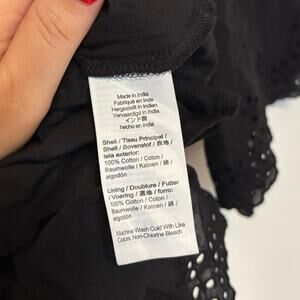 Made in India
Fabriqué en Inde
Hergestellt in Indien
Vervaardigd in India
インド製
hecho en India
Shell / Tissu Principal /
Shell / Bovenstof / 表地 /
tela exterior:
100% Cotton / Coton /
Baumwolle / Katoen / 綿 /
algodón
Lining / Doublure / Futter
/ Voering / 裏地 / forro:
100% Cotton / Coton /
Baumwolle / Katoen / 綿 /
algodón
Machine Wash Cold With Like
Colors. Non-Chlorine Bleach